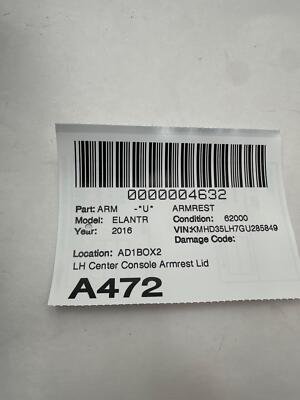 0000004632
Part: ARM -*U* ARMREST
Model: ELANTR Condition: 62000
Year: 2016 VIN:KMHD35LH7GU285849
Damage Code:
Location: AD1BOX2
LH Center Console Armrest Lid
A472